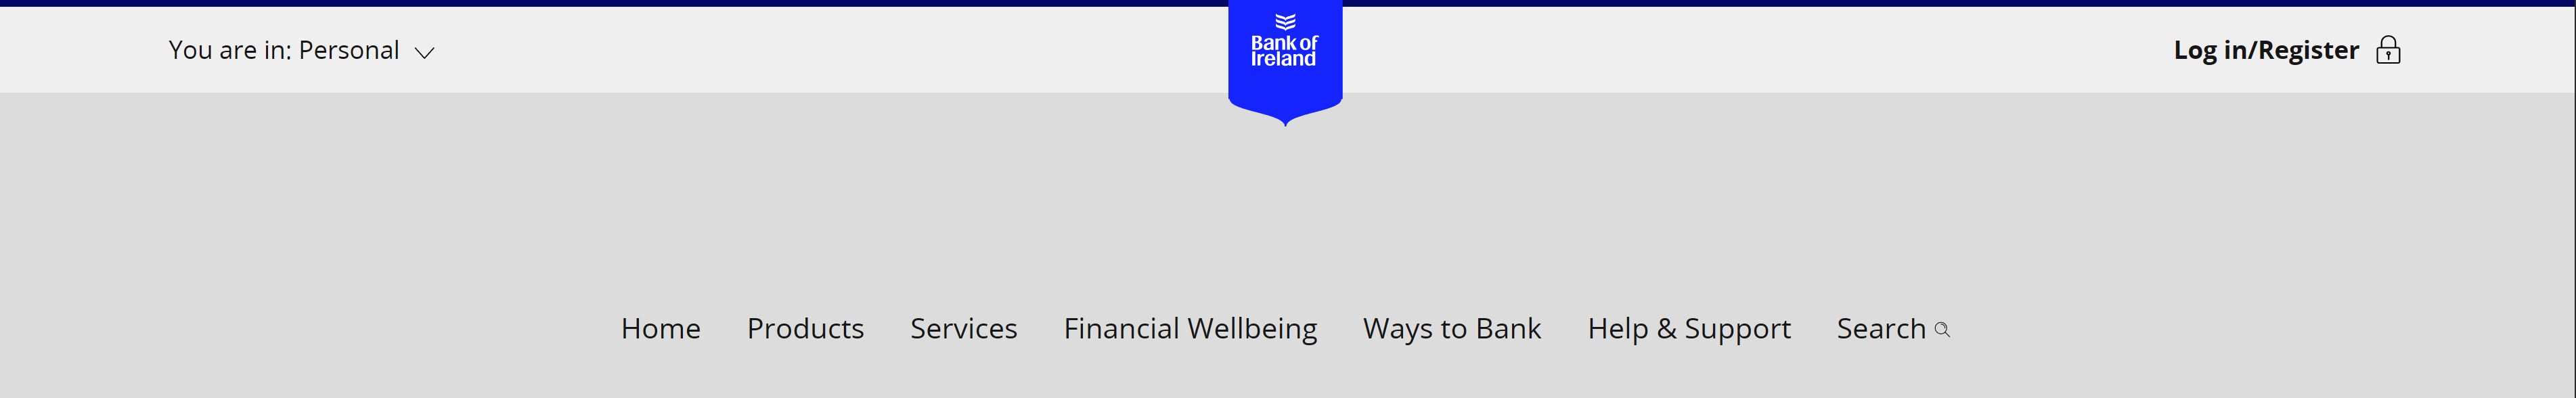 You are in: Personal
Bank of
Ireland
Log in/Register
Home Products Services Financial Wellbeing Ways to Bank Help & Support Search